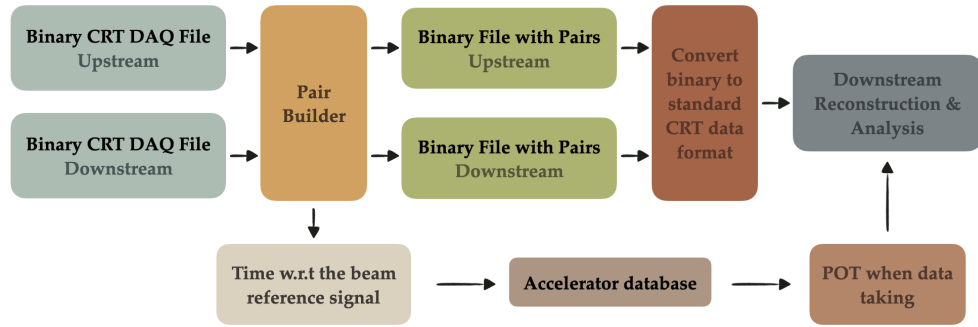 Binary CRT DAQ File
Upstream
Binary CRT DAQ File
Downstream
Pair
Builder
Binary File with Pairs
Upstream
Binary File with Pairs
Downstream
Convert
binary to
standard
CRT data
format
Downstream
Reconstruction &
Analysis
Time w.r.t the beam
reference signal
Accelerator database
POT when data
taking